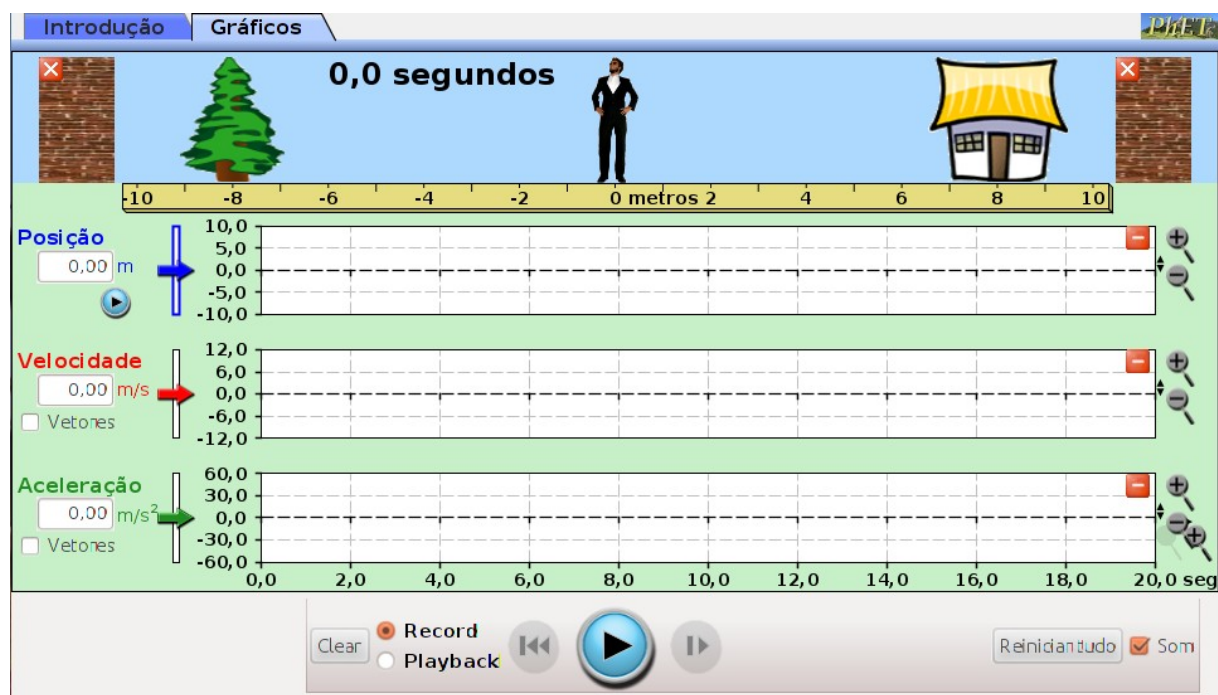 Introdução
Gráficos
PhET
0,0 segundos
-10 -8 -6 -4 -2 0 metros 2 4 6 8 10
Posição
0,00 m
10,0
5,0
0,0
-5,0
-10,0
Velocidade
0,00 m/s
Vetores
12,0
6,0
0,0
-6,0
-12,0
Aceleração
0,00 m/s²
Vetores
60,0
30,0
0,0
-30,0
-60,0
0,0 2,0 4,0 6,0 8,0 10,0 12,0 14,0 16,0 18,0 20,0 seg
Clear
Record
Playback
Reiniciar tudo
Som